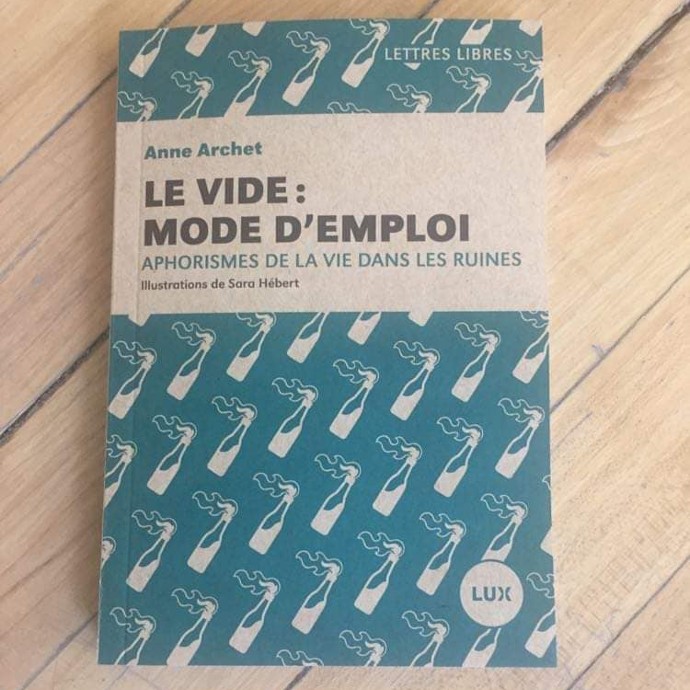 LETTRES LIBRES
Anne Archet
LE VIDE :
MODE D'EMPLOI
APHORISMES DE LA VIE DANS LES RUINES
Illustrations de Sara Hébert
LUX